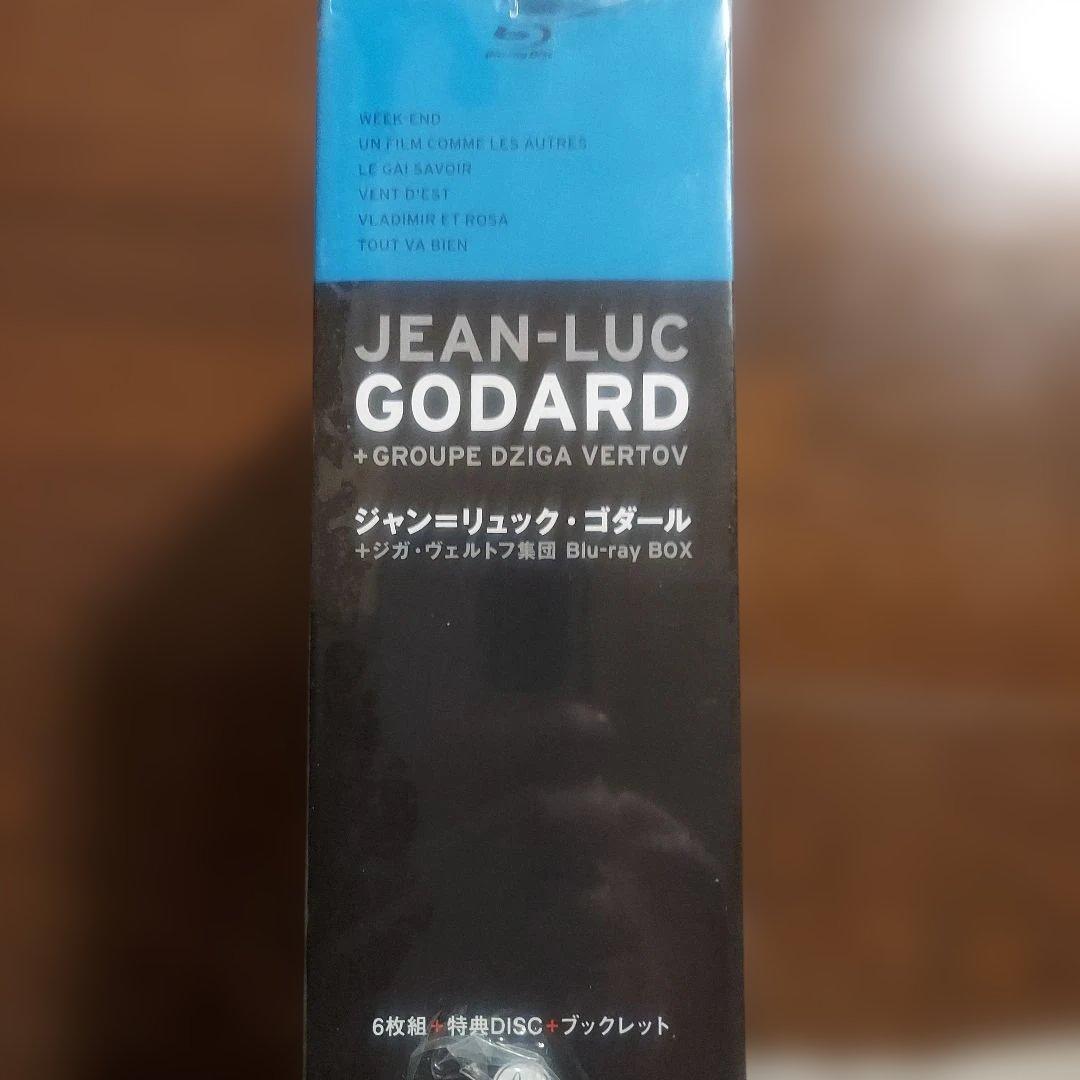 Blu-ray Disc
WEEK-END
UN FILM COMME LES AUTRES
LE GAI SAVOIR
VENT D'EST
VLADIMIR ET ROSA
TOUT VA BIEN
JEAN-LUC
GODARD
+GROUPE DZIGA VERTOV
ジャン=リュック・ゴダール
+ジガ・ヴェルトフ集団 Blu-ray BOX
6枚組+特典DISC+ブックレット